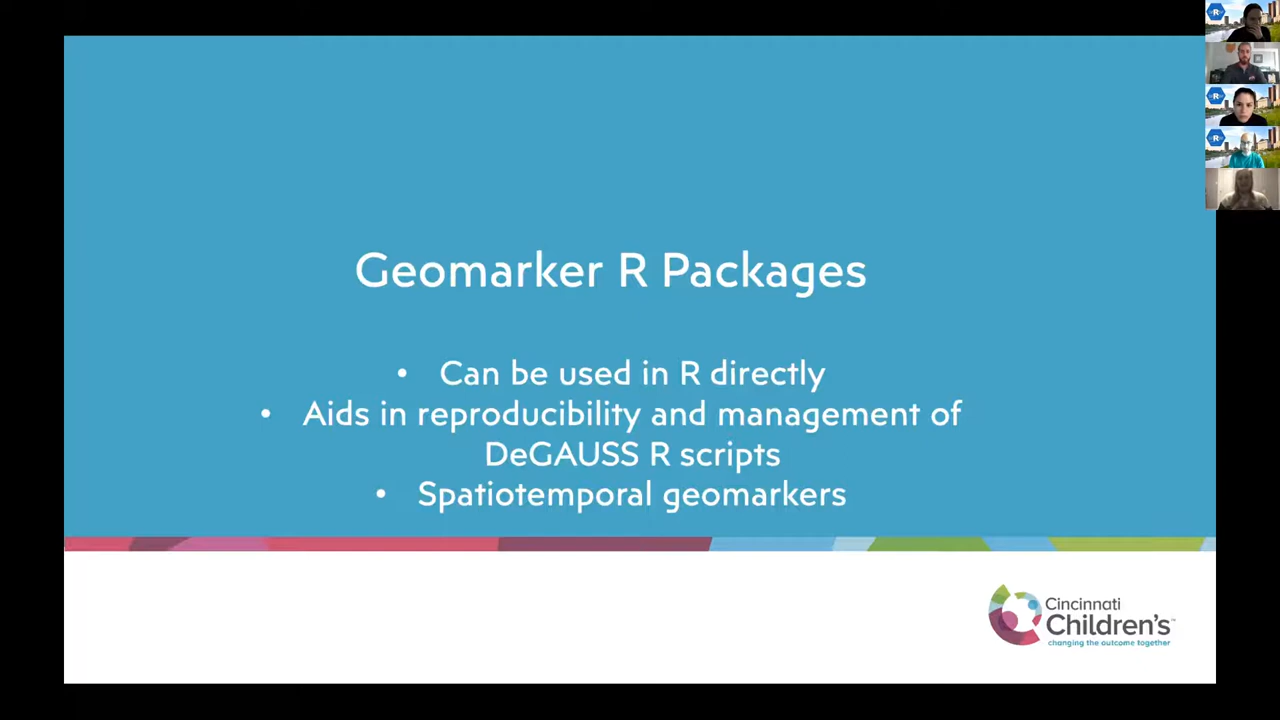 Geomarker R Packages
• Can be used in R directly
• Aids in reproducibility and management of
DeGAUSS R scripts
• Spatiotemporal geomarkers
Cincinnati
Children's™
changing the outcome together
R
R
R